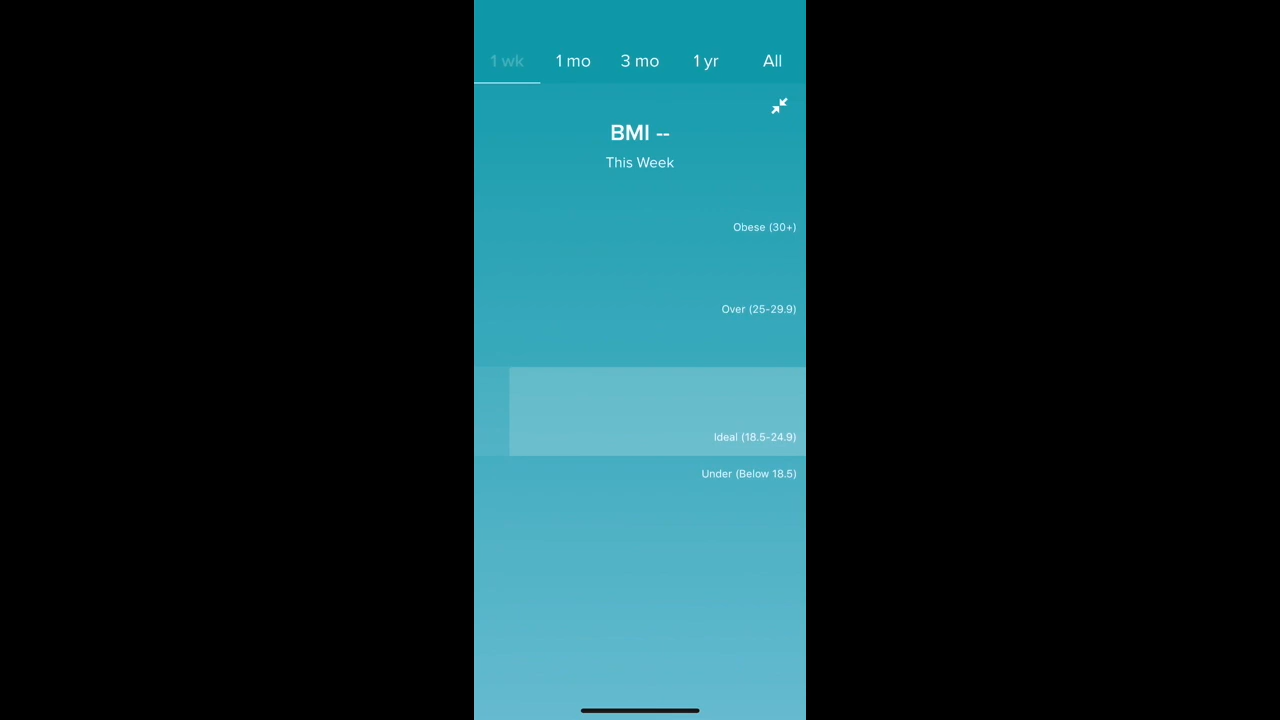 1 wk 1 mo 3 mo 1 yr All
BMI --
This Week
Obese (30+)
Over (25-29.9)
Ideal (18.5-24.9)
Under (Below 18.5)